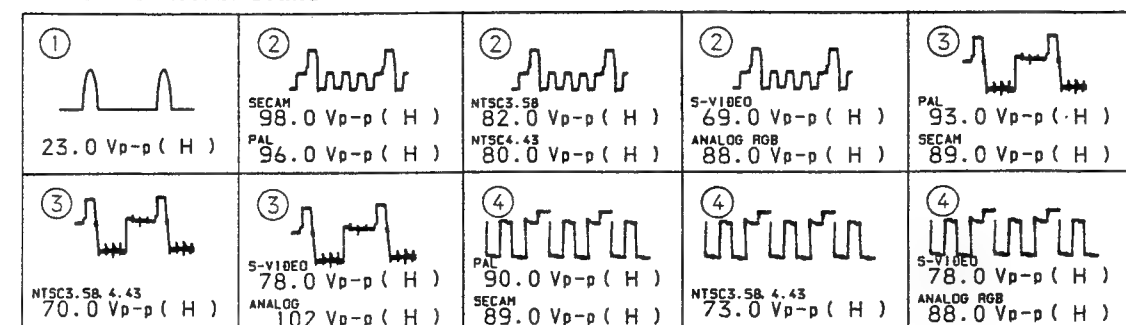 ①
23.0 Vp-p ( H )
②
SECAM
98.0 Vp-p ( H )
PAL
96.0 Vp-p ( H )
②
NTSC3.58
82.0 Vp-p ( H )
NTSC4.43
80.0 Vp-p ( H )
②
S-VIDEO
69.0 Vp-p ( H )
ANALOG RGB
88.0 Vp-p ( H )
③
PAL
93.0 Vp-p ( H )
SECAM
89.0 Vp-p ( H )
③
NTSC3.58, 4.43
70.0 Vp-p ( H )
③
S-VIDEO
78.0 Vp-p ( H )
ANALOG
102 Vp-p ( H )
④
PAL
90.0 Vp-p ( H )
SECAM
89.0 Vp-p ( H )
④
NTSC3.58, 4.43
73.0 Vp-p ( H )
④
S-VIDEO
78.0 Vp-p ( H )
ANALOG RGB
88.0 Vp-p ( H )